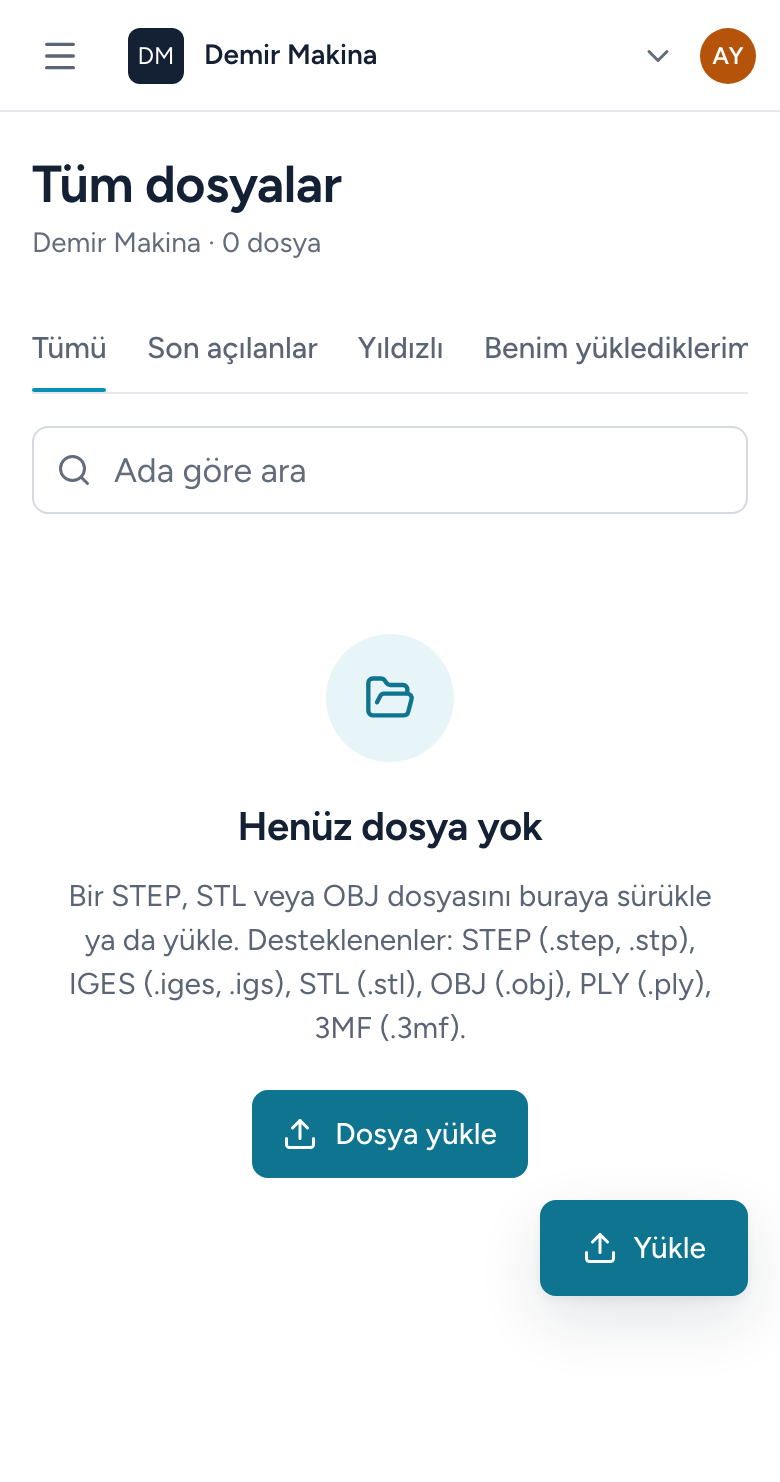 DM Demir Makina AY
Tüm dosyalar
Demir Makina · 0 dosya
Tümü Son açılanlar Yıldızlı Benim yüklediklerim
Ada göre ara
Henüz dosya yok
Bir STEP, STL veya OBJ dosyasını buraya sürükle
ya da yükle. Desteklenenler: STEP (.step, .stp),
IGES (.iges, .igs), STL (.stl), OBJ (.obj), PLY (.ply),
3MF (.3mf).
Dosya yükle
Yükle